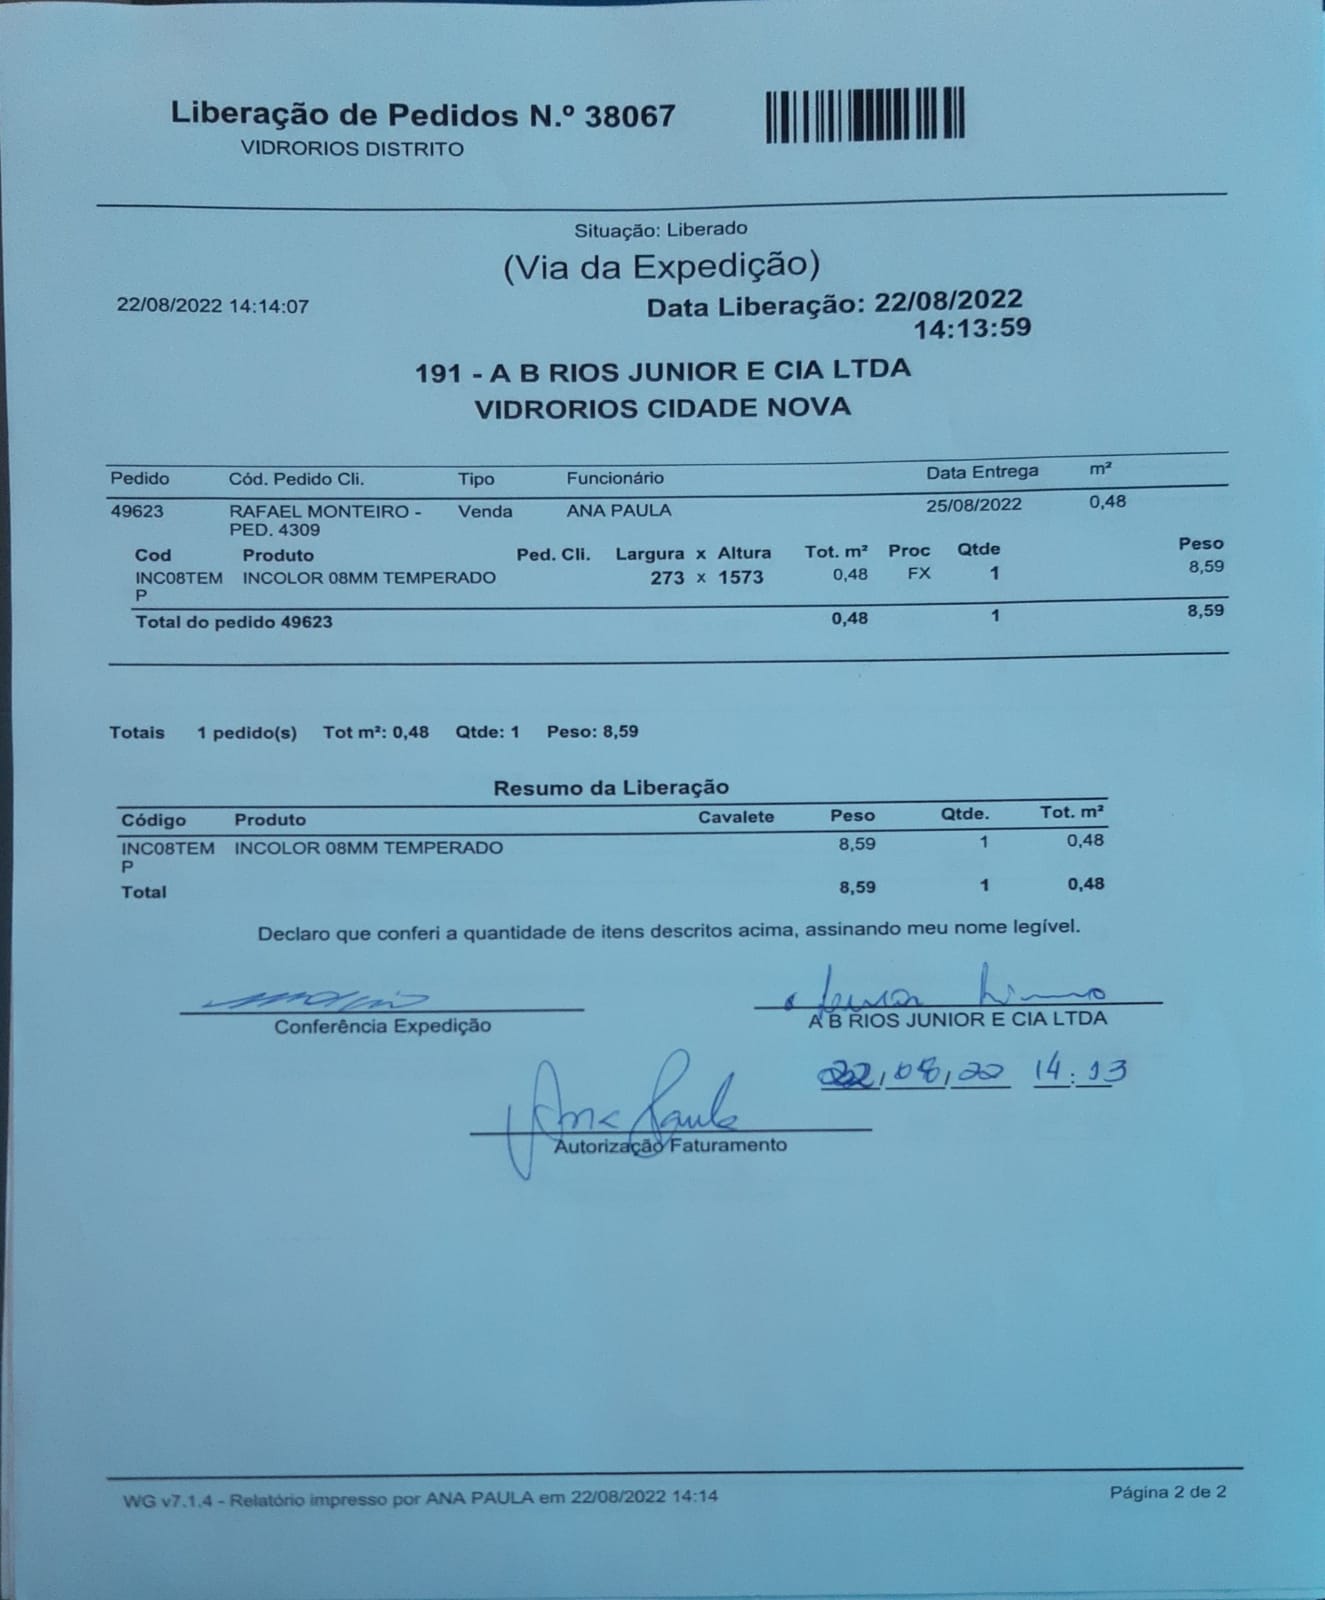 Liberação de Pedidos N.º 38067
VIDRORIOS DISTRITO
Situação: Liberado
(Via da Expedição)
22/08/2022 14:14:07 Data Liberação: 22/08/2022
14:13:59
191 - A B RIOS JUNIOR E CIA LTDA
VIDRORIOS CIDADE NOVA
Pedido Cód. Pedido Cli. Tipo Funcionário Data Entrega m²
49623 RAFAEL MONTEIRO - Venda ANA PAULA 25/08/2022 0,48
PED. 4309
Cod Produto Ped. Cli. Largura x Altura Tot. m² Proc Qtde Peso
INC08TEM INCOLOR 08MM TEMPERADO 273 x 1573 0,48 FX 1 8,59
P
Total do pedido 49623 0,48 1 8,59
Totais 1 pedido(s) Tot m²: 0,48 Qtde: 1 Peso: 8,59
Resumo da Liberação
Código Produto Cavalete Peso Qtde. Tot. m²
INC08TEM INCOLOR 08MM TEMPERADO 8,59 1 0,48
P
Total 8,59 1 0,48
Declaro que conferi a quantidade de itens descritos acima, assinando meu nome legível.
Conferência Expedição A B RIOS JUNIOR E CIA LTDA
22,08,22 14:13
Ana Paula
Autorização Faturamento
WG v7.1.4 - Relatório impresso por ANA PAULA em 22/08/2022 14:14 Página 2 de 2